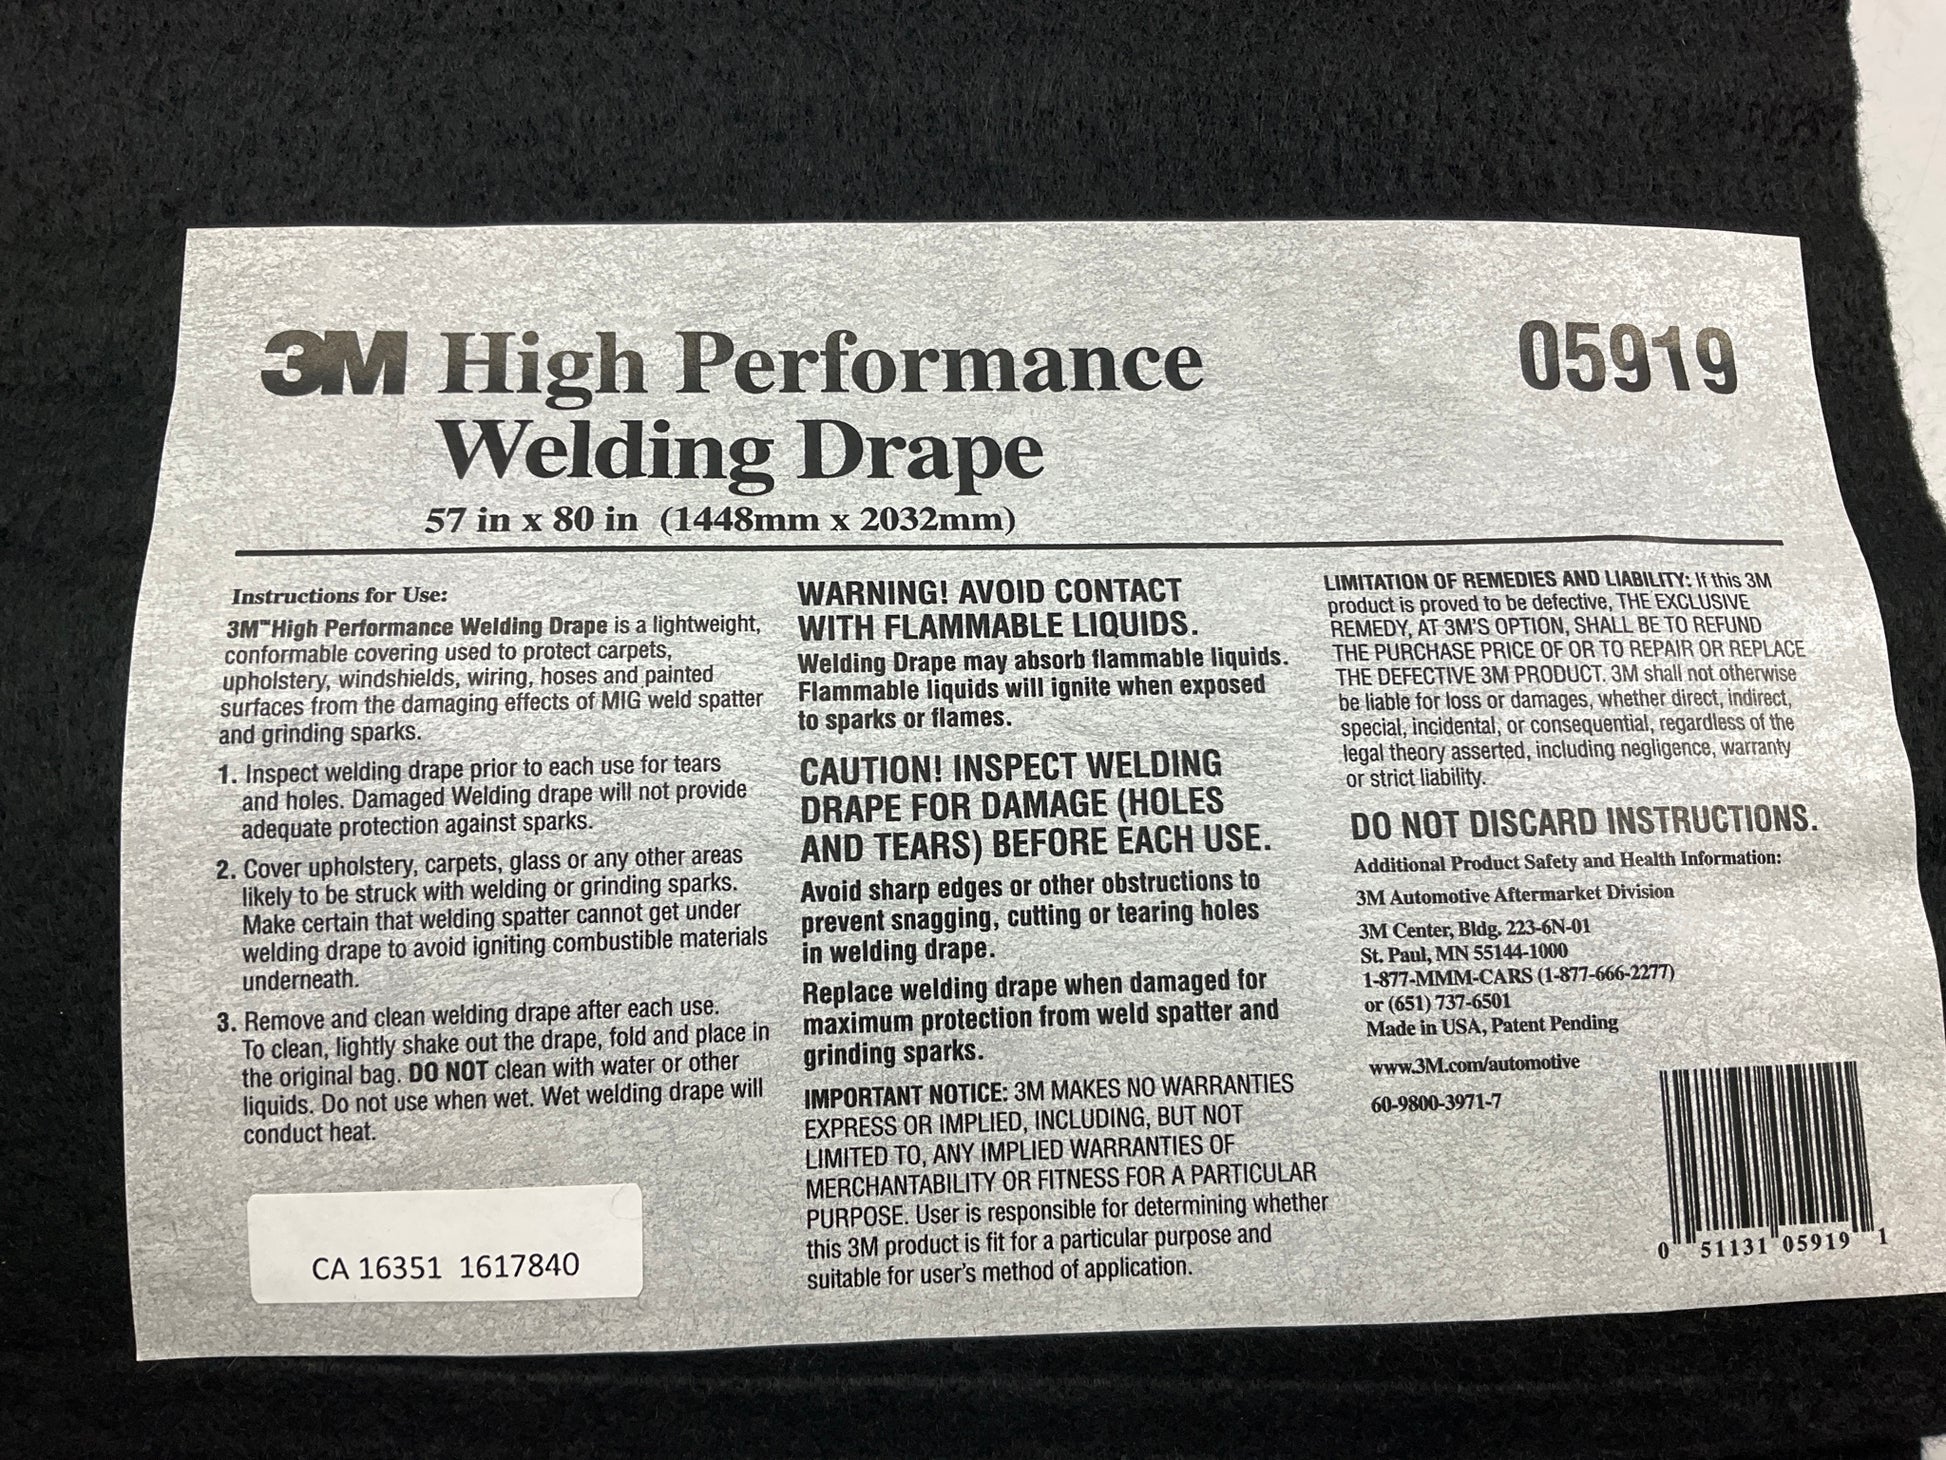 3M High Performance
Welding Drape
57 in x 80 in (1448mm x 2032mm)
05919
Instructions for Use:
3M™High Performance Welding Drape is a lightweight,
conformable covering used to protect carpets,
upholstery, windshields, wiring, hoses and painted
surfaces from the damaging effects of MIG weld spatter
and grinding sparks.
1. Inspect welding drape prior to each use for tears
and holes. Damaged Welding drape will not provide
adequate protection against sparks.
2. Cover upholstery, carpets, glass or any other areas
likely to be struck with welding or grinding sparks.
Make certain that welding spatter cannot get under
welding drape to avoid igniting combustible materials
underneath.
3. Remove and clean welding drape after each use.
To clean, lightly shake out the drape, fold and place in
the original bag. DO NOT clean with water or other
liquids. Do not use when wet. Wet welding drape will
conduct heat.
CA 16351 1617840
WARNING! AVOID CONTACT
WITH FLAMMABLE LIQUIDS.
Welding Drape may absorb flammable liquids.
Flammable liquids will ignite when exposed
to sparks or flames.
CAUTION! INSPECT WELDING
DRAPE FOR DAMAGE (HOLES
AND TEARS) BEFORE EACH USE.
Avoid sharp edges or other obstructions to
prevent snagging, cutting or tearing holes
in welding drape.
Replace welding drape when damaged for
maximum protection from weld spatter and
grinding sparks.
IMPORTANT NOTICE: 3M MAKES NO WARRANTIES
EXPRESS OR IMPLIED, INCLUDING, BUT NOT
LIMITED TO, ANY IMPLIED WARRANTIES OF
MERCHANTABILITY OR FITNESS FOR A PARTICULAR
PURPOSE. User is responsible for determining whether
this 3M product is fit for a particular purpose and
suitable for user's method of application.
LIMITATION OF REMEDIES AND LIABILITY: If this 3M
product is proved to be defective, THE EXCLUSIVE
REMEDY, AT 3M'S OPTION, SHALL BE TO REFUND
THE PURCHASE PRICE OF OR TO REPAIR OR REPLACE
THE DEFECTIVE 3M PRODUCT. 3M shall not otherwise
be liable for loss or damages, whether direct, indirect,
special, incidental, or consequential, regardless of the
legal theory asserted, including negligence, warranty
or strict liability.
DO NOT DISCARD INSTRUCTIONS.
Additional Product Safety and Health Information:
3M Automotive Aftermarket Division
3M Center, Bldg. 223-6N-01
St. Paul, MN 55144-1000
1-877-MMM-CARS (1-877-666-2277)
or (651) 737-6501
Made in USA, Patent Pending
www.3M.com/automotive
60-9800-3971-7
0 51131 05919 1